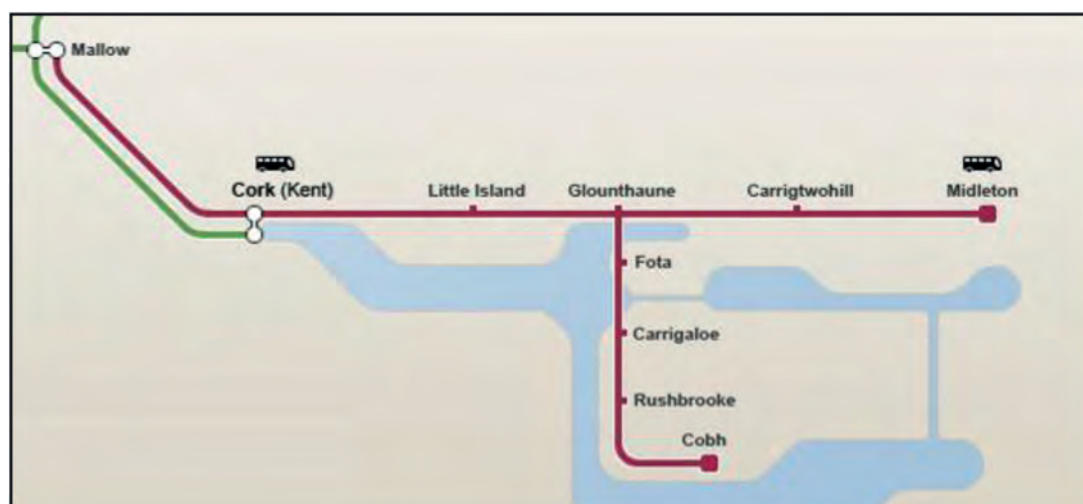 Mallow
Cork (Kent)
Little Island
Glounthaune
Carrigtwohill
Midleton
Fota
Carrigaloe
Rushbrooke
Cobh